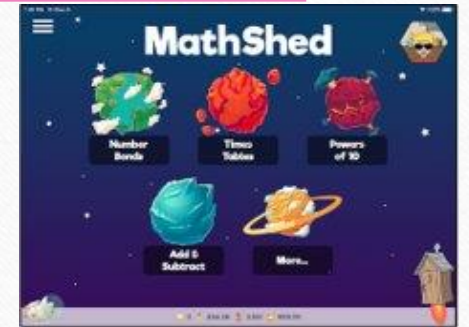 MathShed
Number
Bonds
Times
Tables
Powers
of 10
Add &
Subtract
More...